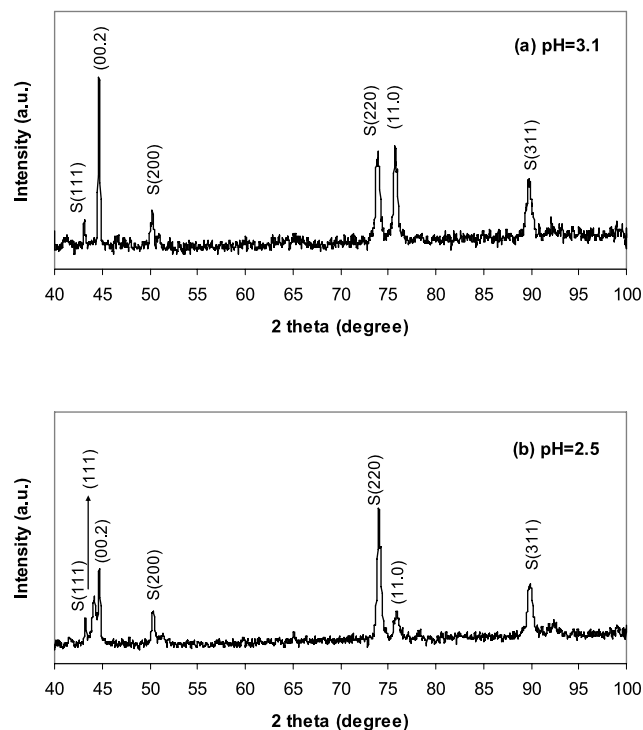 (a) pH=3.1
Intensity (a.u.)
S(111)
(00.2)
S(200)
S(220)
(11.0)
S(311)
40 45 50 55 60 65 70 75 80 85 90 95 100
2 theta (degree)
(b) pH=2.5
Intensity (a.u.)
S(111)
(111)
(00.2)
S(200)
S(220)
(11.0)
S(311)
40 45 50 55 60 65 70 75 80 85 90 95 100
2 theta (degree)